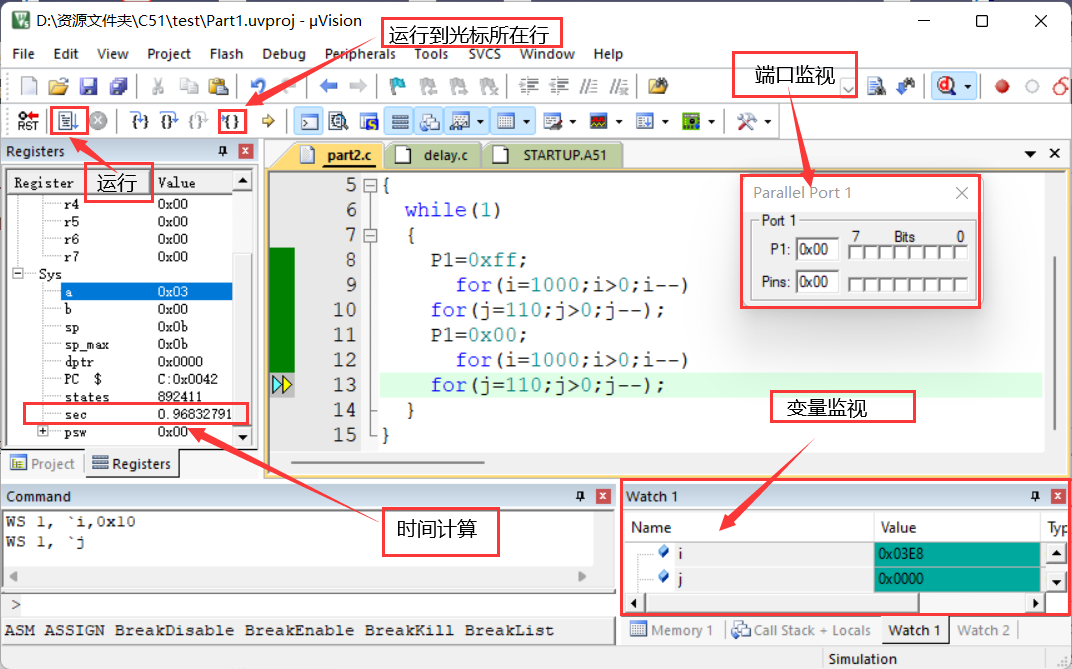 D:\资源文件夹\C51\test\Part1.uvproj - µVision
File Edit View Project Flash Debug Peripherals Tools SVCS Window Help
运行到光标所在行
端口监视
RST
Registers
运行
Register Value
r4 0x00
r5 0x00
r6 0x00
r7 0x00
Sys
a 0x03
b 0x00
sp 0x0b
sp_max 0x0b
dptr 0x0000
PC $ C:0x0042
states 892411
sec 0.96832791
psw 0x00
Project Registers
part2.c delay.c STARTUP.A51
5 {
6 while(1)
7 {
8 P1=0xff;
9 for(i=1000;i>0;i--)
10 for(j=110;j>0;j--);
11 P1=0x00;
12 for(i=1000;i>0;i--)
13 for(j=110;j>0;j--);
14 }
15 }
Parallel Port 1
Port 1
7 Bits 0
P1: 0x00
Pins: 0x00
变量监视
时间计算
Command
WS 1, `i,0x10
WS 1, `j
>
ASM ASSIGN BreakDisable BreakEnable BreakKill BreakList
Watch 1
Name Value Typ
i 0x03E8
j 0x0000
Memory 1 Call Stack + Locals Watch 1 Watch 2
Simulation